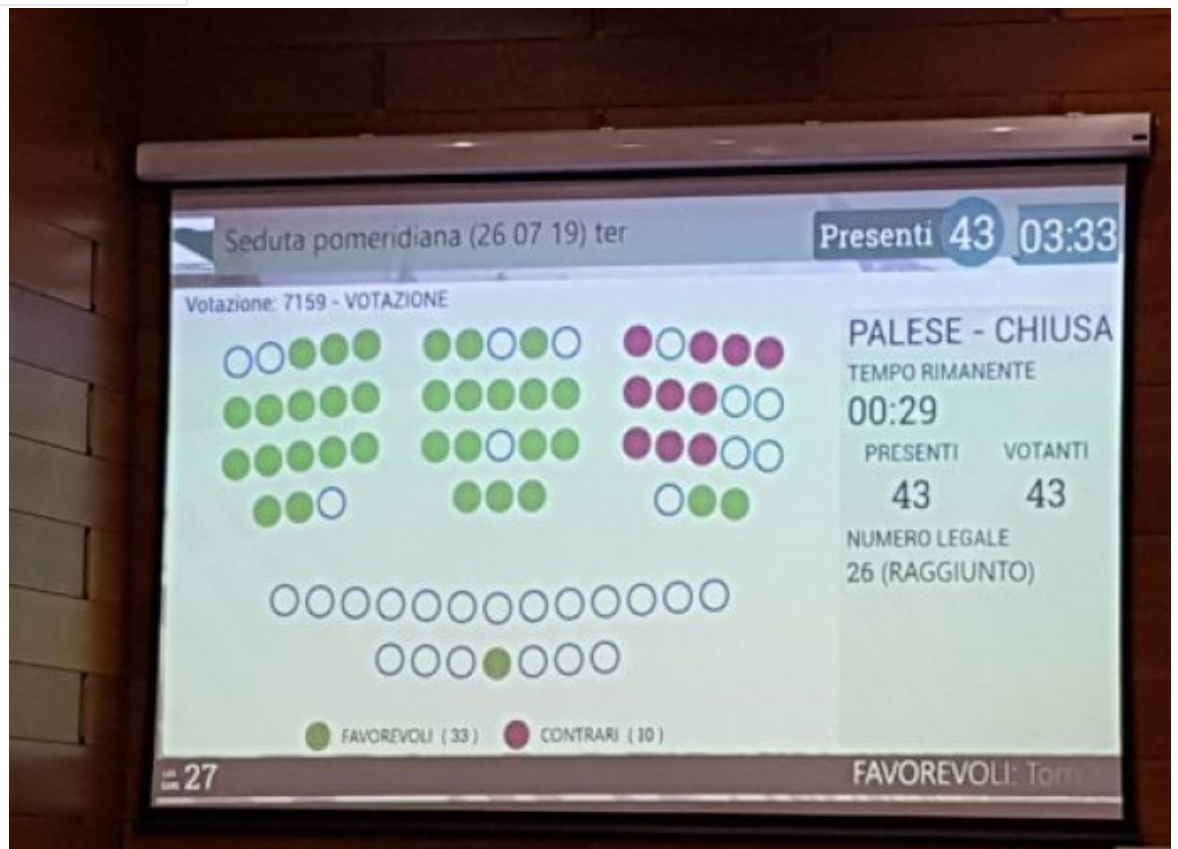 Seduta pomeridiana (26 07 19) ter
Presenti 43 03:33
Votazione: 7159 - VOTAZIONE
PALESE - CHIUSA
TEMPO RIMANENTE
00:29
PRESENTI VOTANTI
43 43
NUMERO LEGALE
26 (RAGGIUNTO)
FAVOREVOLI (33) CONTRARI (10)
27
FAVOREVOLI: Tom